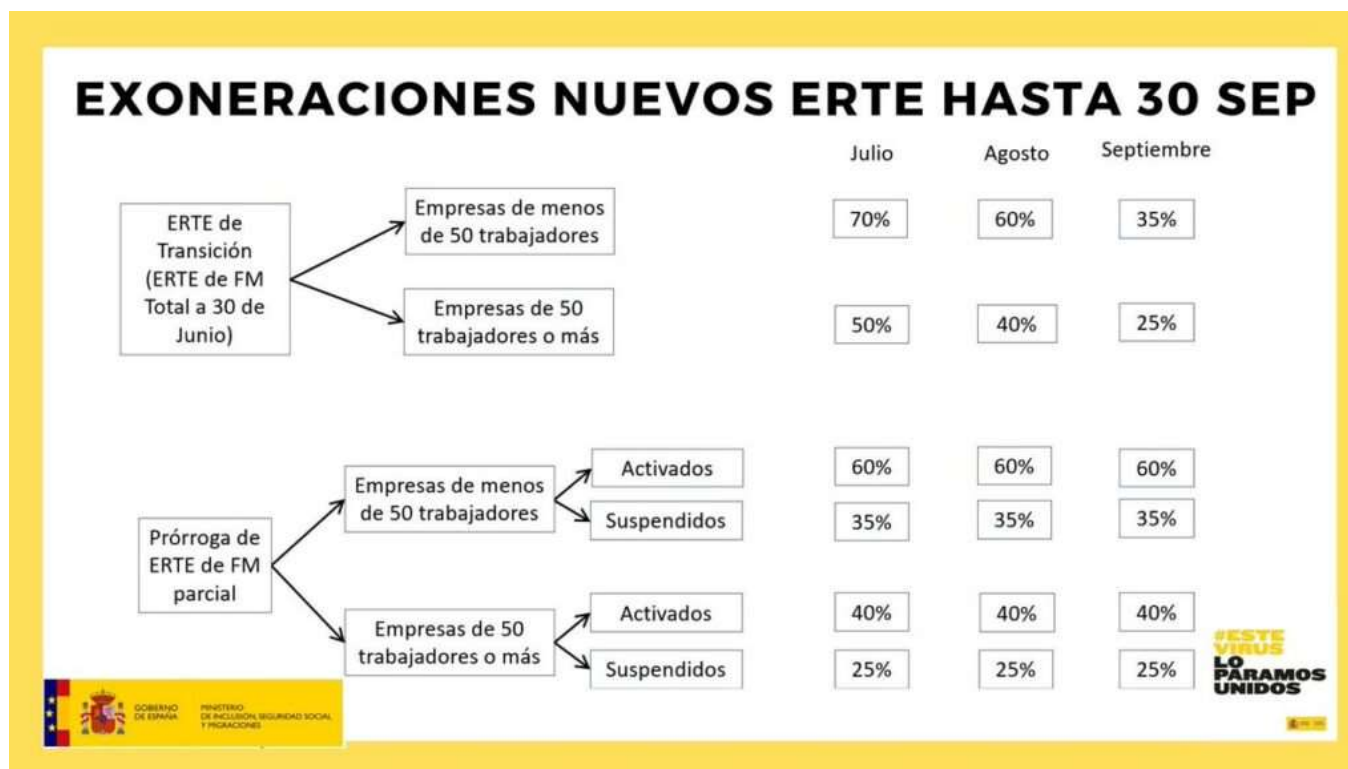 EXONERACIONES NUEVOS ERTE HASTA 30 SEP
Julio
Agosto
Septiembre
ERTE de
Transición
(ERTE de FM
Total a 30 de
Junio)
Empresas de menos
de 50 trabajadores
70%
60%
35%
Empresas de 50
trabajadores o más
50%
40%
25%
Prórroga de
ERTE de FM
parcial
Empresas de menos
de 50 trabajadores
Activados
60%
60%
60%
Suspendidos
35%
35%
35%
Empresas de 50
trabajadores o más
Activados
40%
40%
40%
Suspendidos
25%
25%
25%
GOBIERNO
DE ESPAÑA
MINISTERIO
DE INCLUSIÓN, SEGURIDAD SOCIAL
Y MIGRACIONES
#ESTE
VIRUS
LO
PARAMOS
UNIDOS